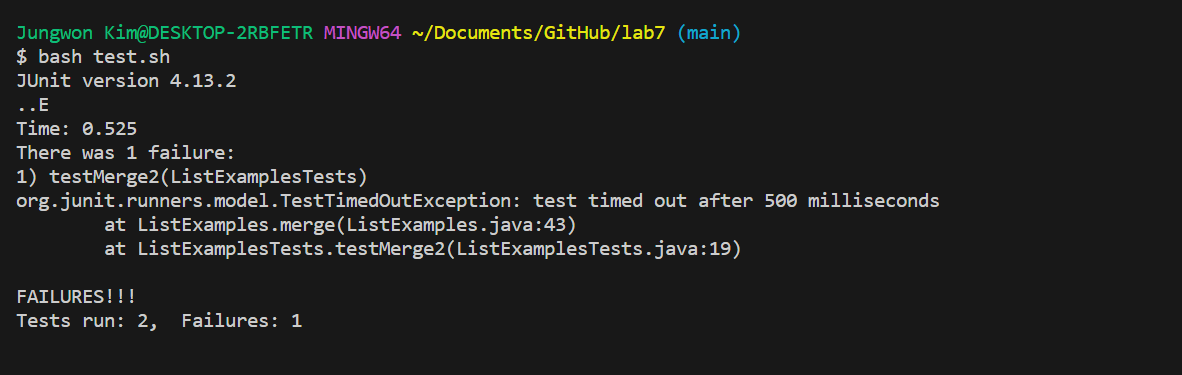 Jungwon Kim@DESKTOP-2RBFETR MINGW64 ~/Documents/GitHub/lab7 (main)
$ bash test.sh
JUnit version 4.13.2
..E
Time: 0.525
There was 1 failure:
1) testMerge2(ListExamplesTests)
org.junit.runners.model.TestTimedOutException: test timed out after 500 milliseconds
        at ListExamples.merge(ListExamples.java:43)
        at ListExamplesTests.testMerge2(ListExamplesTests.java:19)

FAILURES!!!
Tests run: 2,  Failures: 1